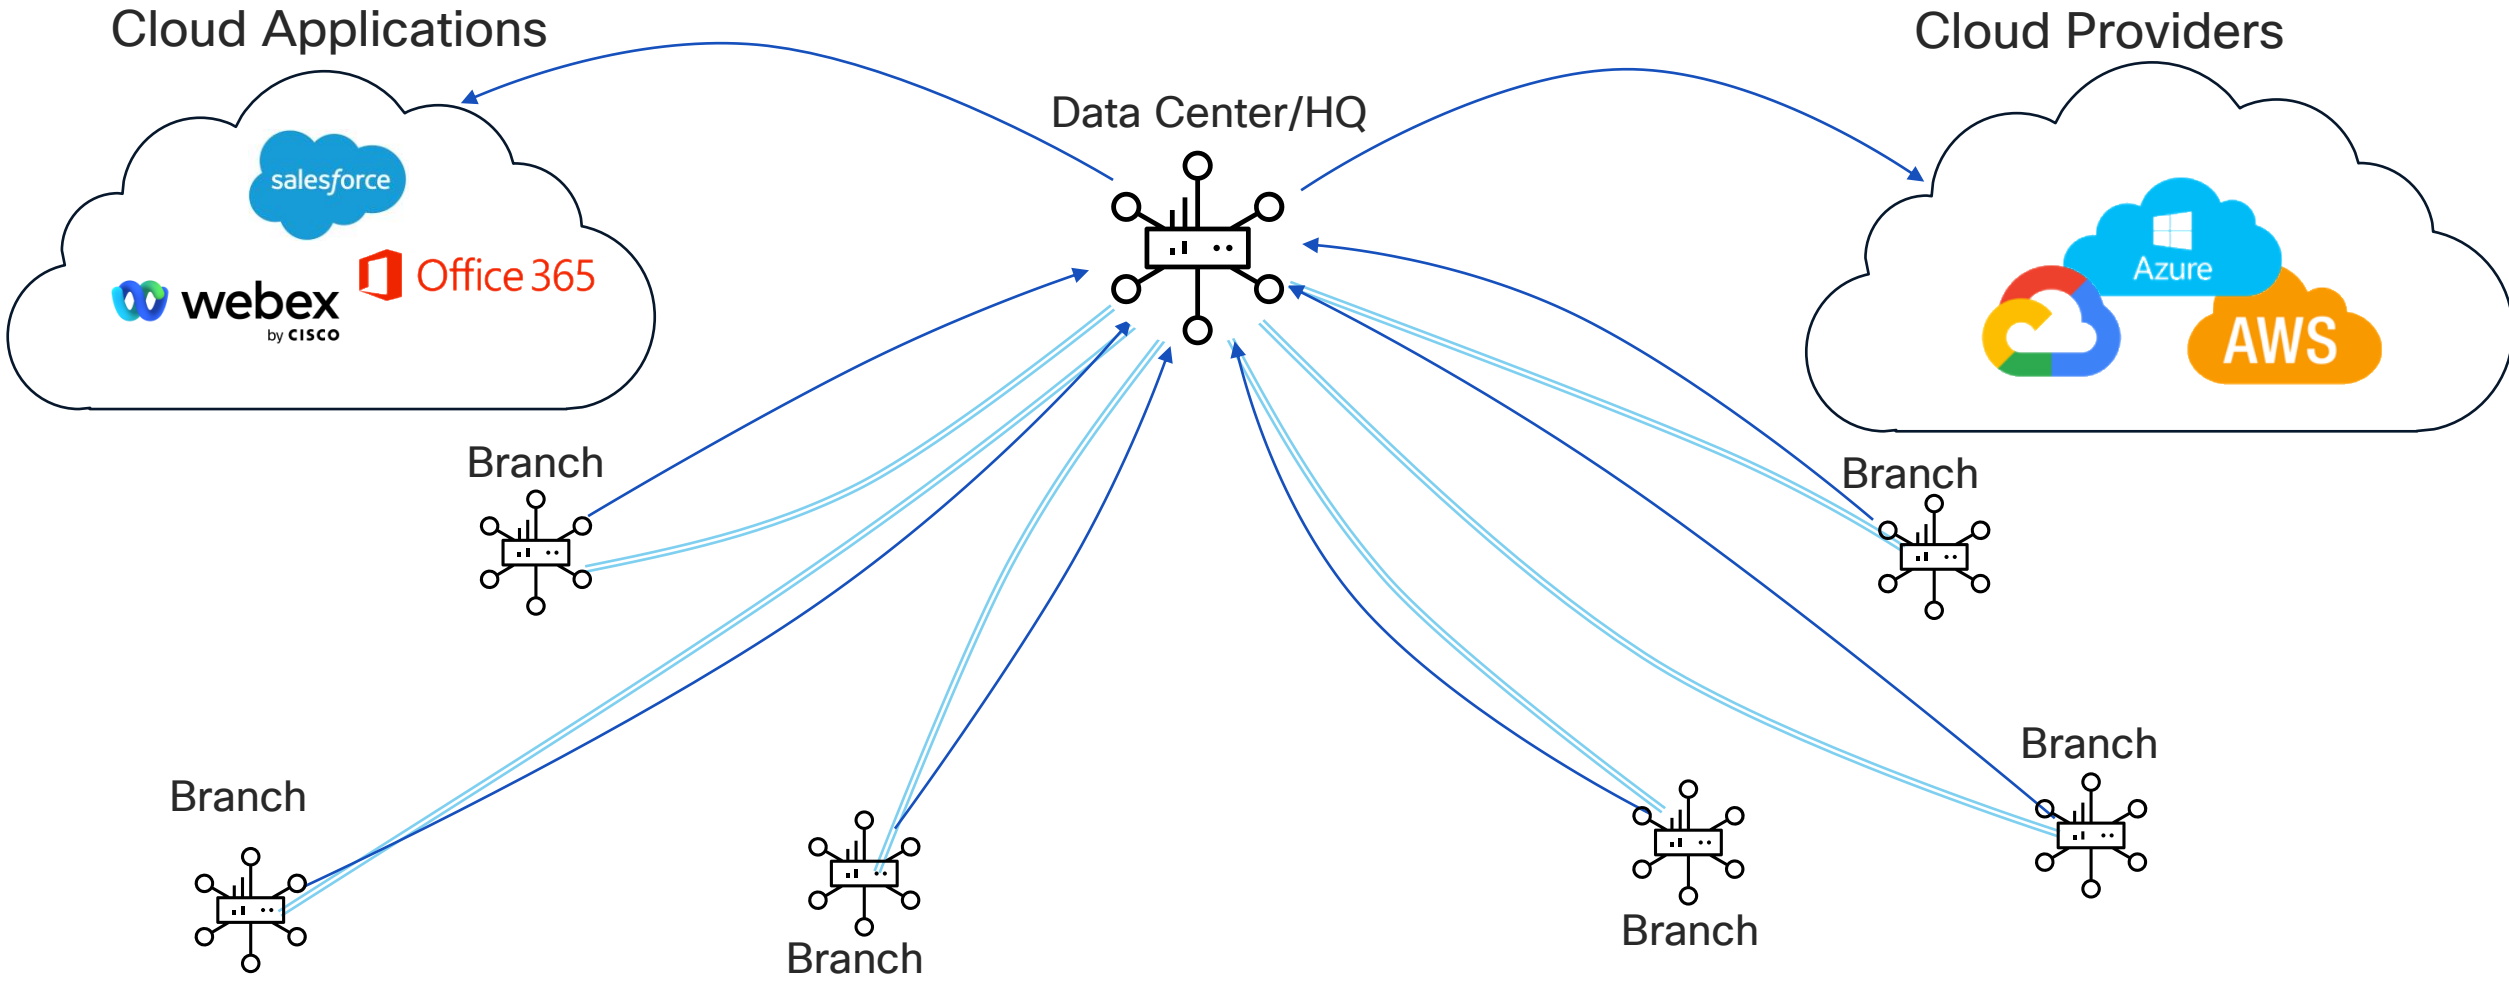 Cloud Applications
Cloud Providers
Data Center/HQ
salesforce
Office 365
webex
by CISCO
Azure
AWS
Branch
Branch
Branch
Branch
Branch
Branch